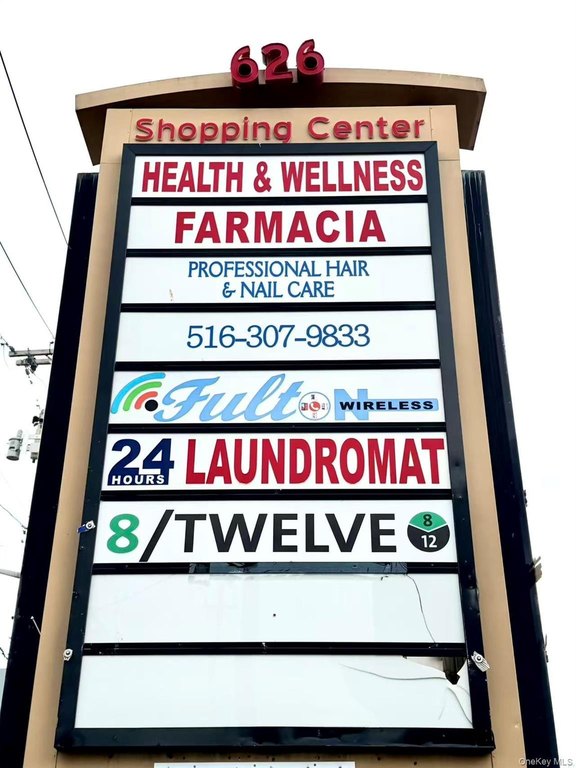 626
Shopping Center
HEALTH & WELLNESS
FARMACIA
PROFESSIONAL HAIR
& NAIL CARE
516-307-9833
Fulton WIRELESS
24 HOURS LAUNDROMAT
8/TWELVE 8 12
OneKey MLS